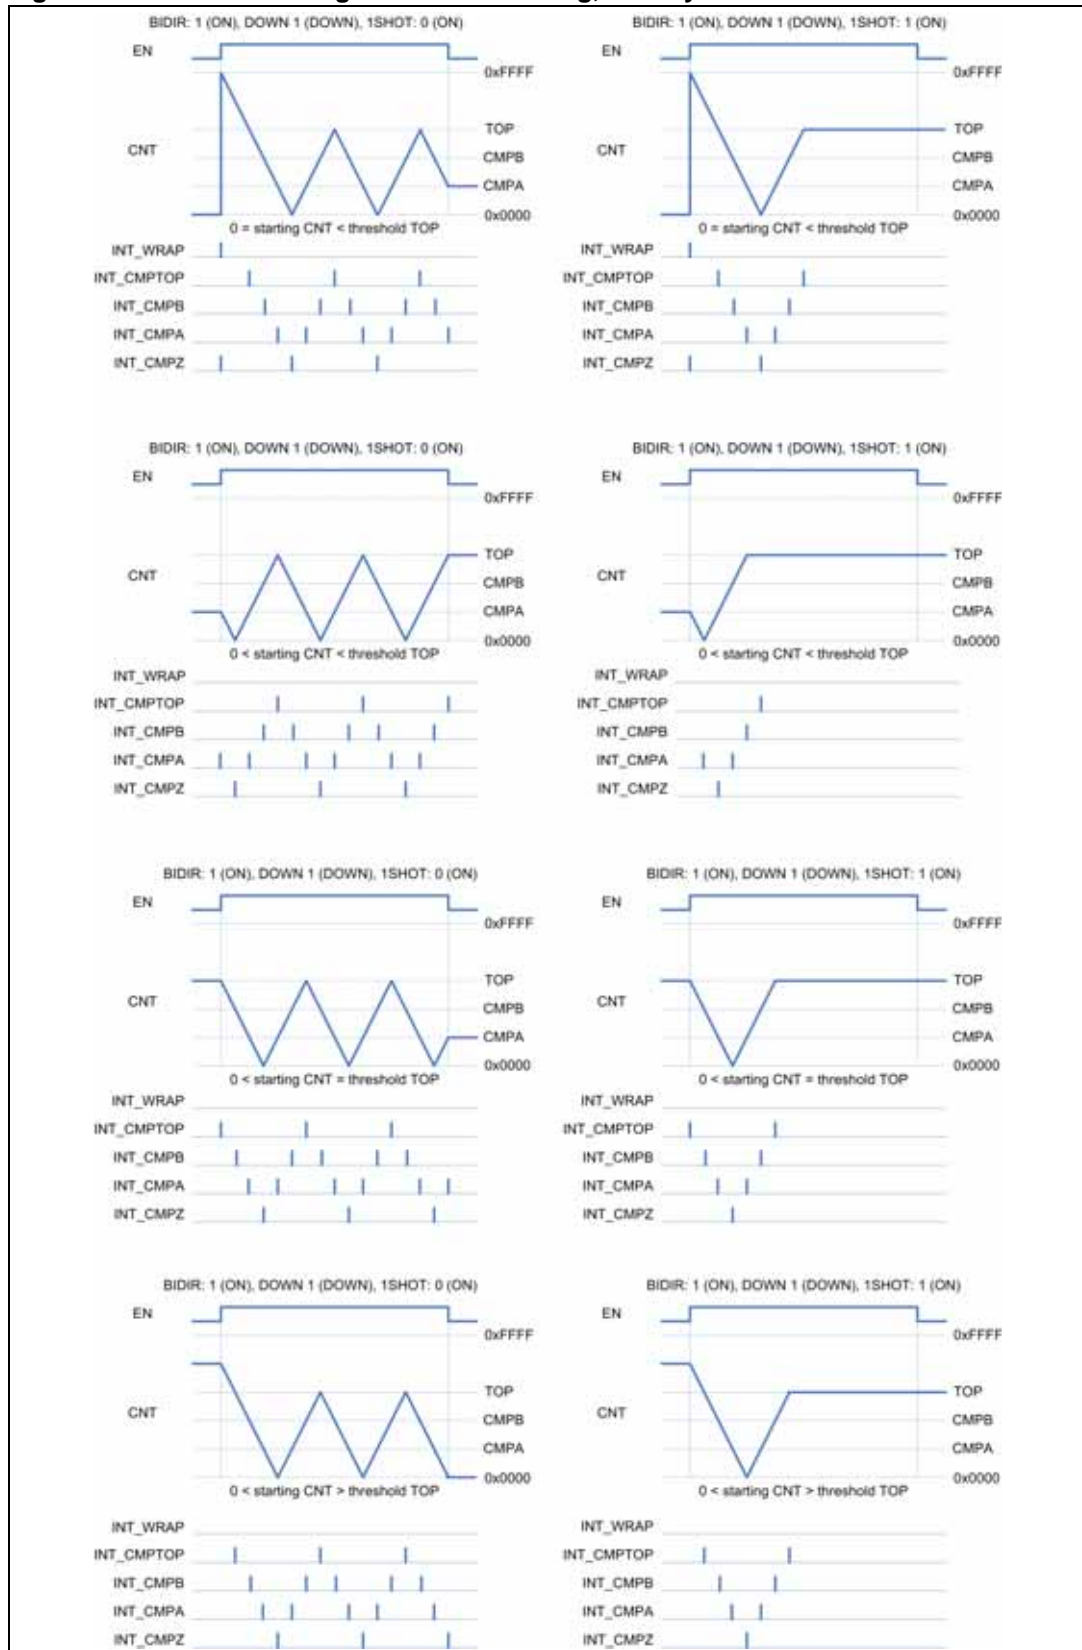 BIDIR: 1 (ON), DOWN 1 (DOWN), 1SHOT: 0 (ON)
EN
0xFFFF
TOP
CNT
CMPB
CMPA
0x0000
0 = starting CNT < threshold TOP
INT_WRAP
INT_CMPTOP
INT_CMPB
INT_CMPA
INT_CMPZ
BIDIR: 1 (ON), DOWN 1 (DOWN), 1SHOT: 1 (ON)
EN
0xFFFF
TOP
CNT
CMPB
CMPA
0x0000
0 = starting CNT < threshold TOP
INT_WRAP
INT_CMPTOP
INT_CMPB
INT_CMPA
INT_CMPZ
BIDIR: 1 (ON), DOWN 1 (DOWN), 1SHOT: 0 (ON)
EN
0xFFFF
TOP
CNT
CMPB
CMPA
0x0000
0 < starting CNT < threshold TOP
INT_WRAP
INT_CMPTOP
INT_CMPB
INT_CMPA
INT_CMPZ
BIDIR: 1 (ON), DOWN 1 (DOWN), 1SHOT: 1 (ON)
EN
0xFFFF
TOP
CNT
CMPB
CMPA
0x0000
0 < starting CNT < threshold TOP
INT_WRAP
INT_CMPTOP
INT_CMPB
INT_CMPA
INT_CMPZ
BIDIR: 1 (ON), DOWN 1 (DOWN), 1SHOT: 0 (ON)
EN
0xFFFF
TOP
CNT
CMPB
CMPA
0x0000
0 < starting CNT = threshold TOP
INT_WRAP
INT_CMPTOP
INT_CMPB
INT_CMPA
INT_CMPZ
BIDIR: 1 (ON), DOWN 1 (DOWN), 1SHOT: 1 (ON)
EN
0xFFFF
TOP
CNT
CMPB
CMPA
0x0000
0 < starting CNT = threshold TOP
INT_WRAP
INT_CMPTOP
INT_CMPB
INT_CMPA
INT_CMPZ
BIDIR: 1 (ON), DOWN 1 (DOWN), 1SHOT: 0 (ON)
EN
0xFFFF
TOP
CNT
CMPB
CMPA
0x0000
0 < starting CNT > threshold TOP
INT_WRAP
INT_CMPTOP
INT_CMPB
INT_CMPA
INT_CMPZ
BIDIR: 1 (ON), DOWN 1 (DOWN), 1SHOT: 1 (ON)
EN
0xFFFF
TOP
CNT
CMPB
CMPA
0x0000
0 < starting CNT > threshold TOP
INT_WRAP
INT_CMPTOP
INT_CMPB
INT_CMPA
INT_CMPZ